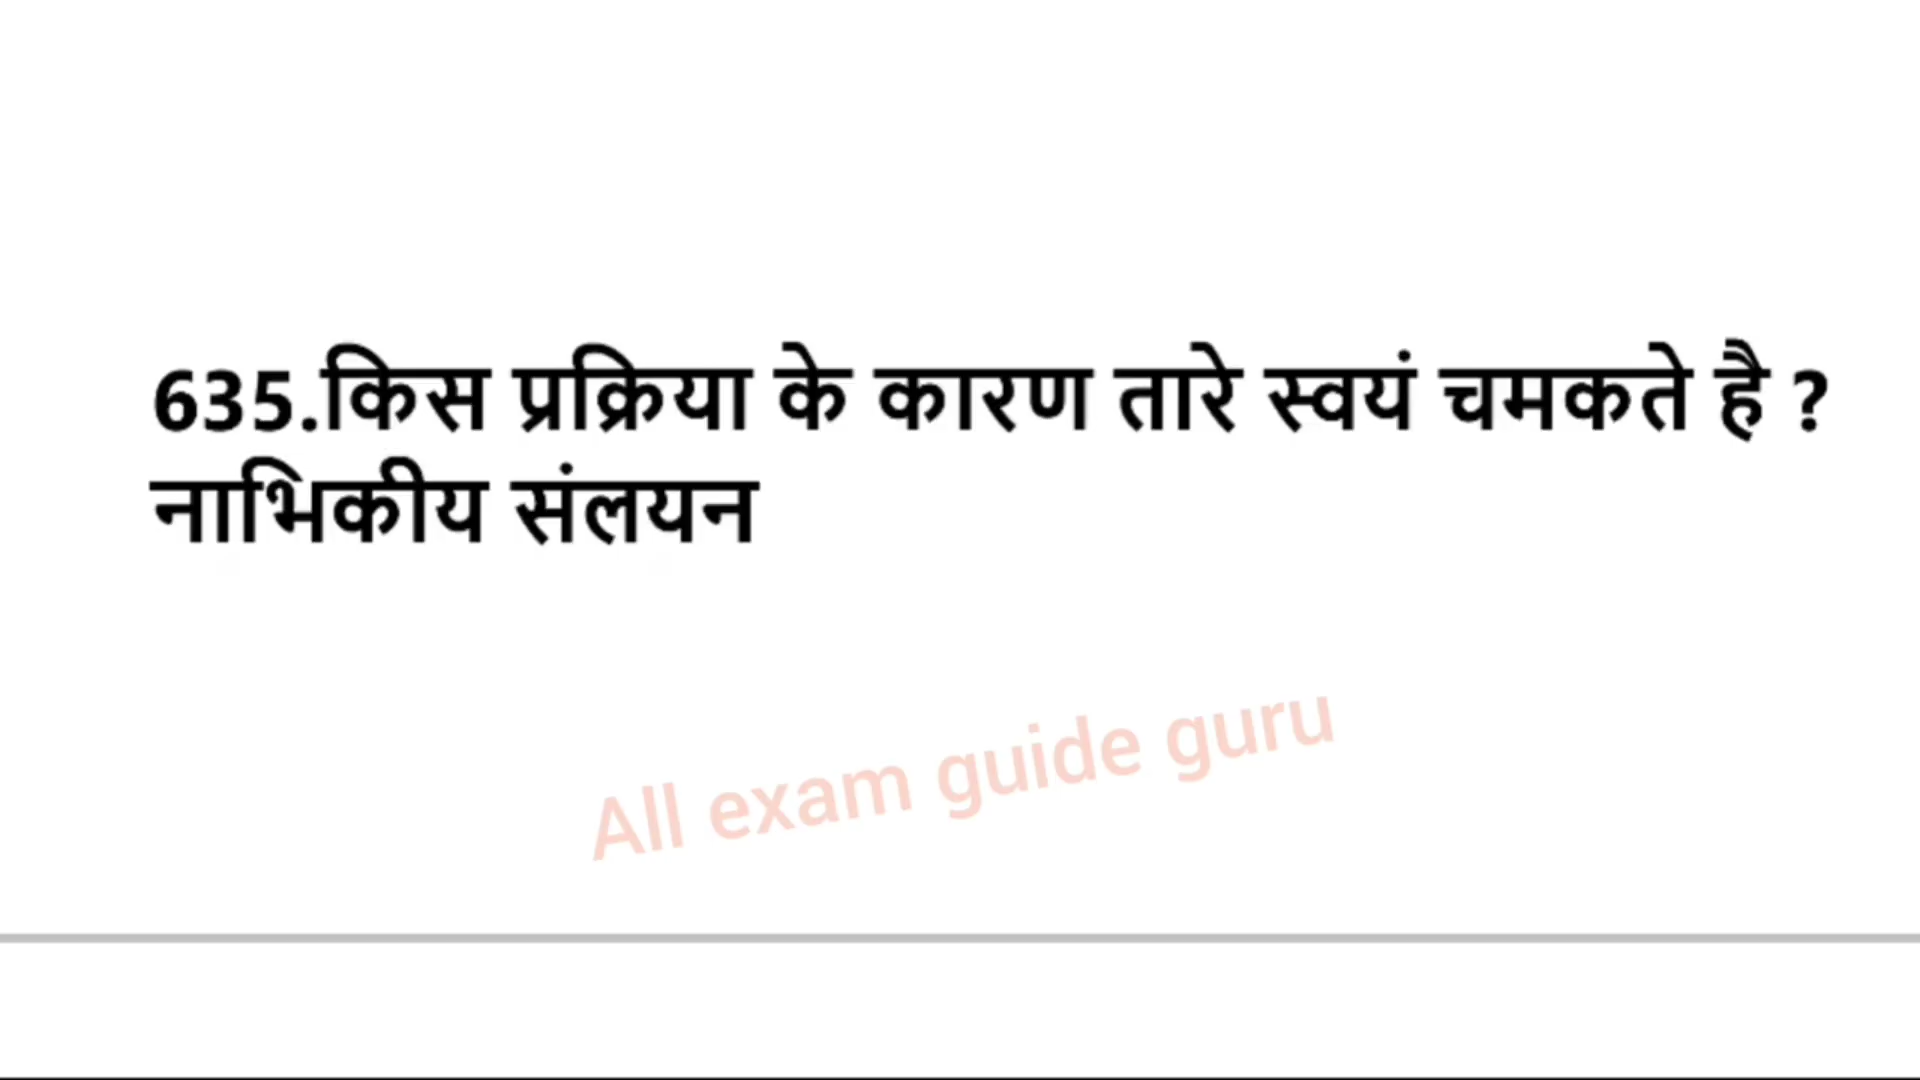 635.किस प्रक्रिया के कारण तारे स्वयं चमकते है ?
नाभिकीय संलयन
All exam guide guru